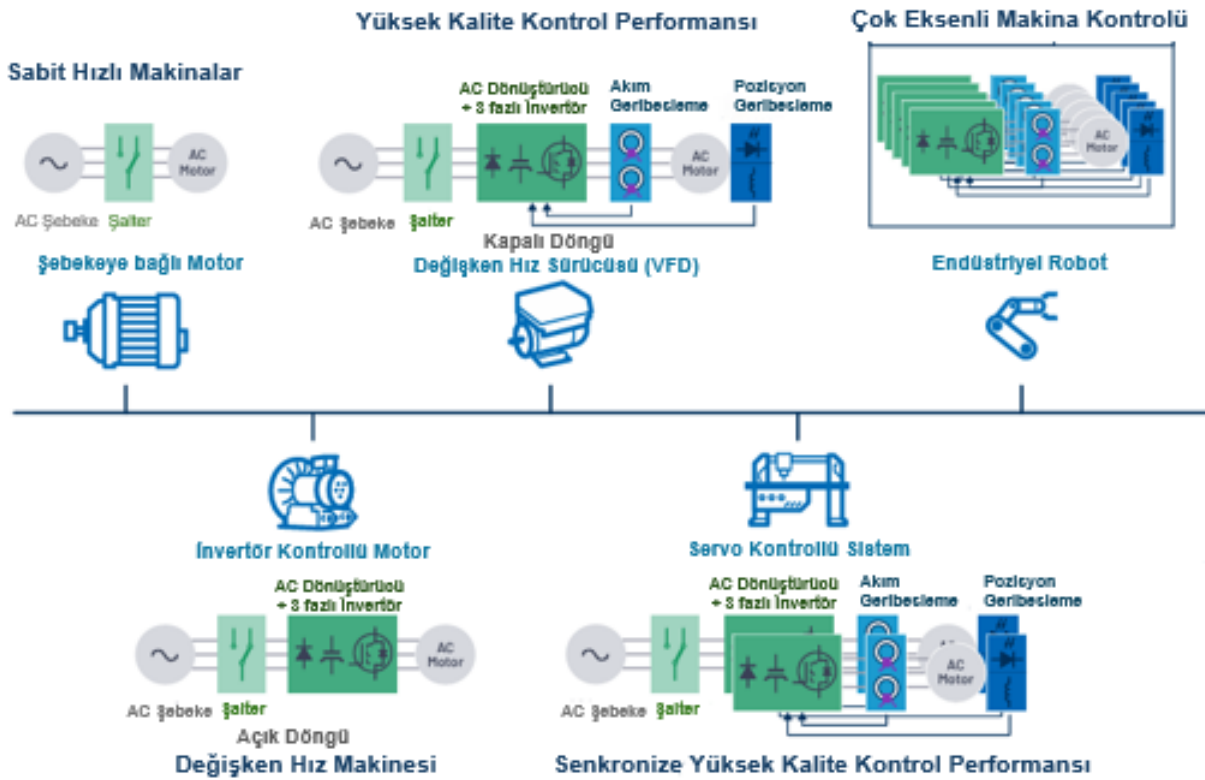 Yüksek Kalite Kontrol Performansı
Çok Eksenli Makina Kontrolü
Sabit Hızlı Makinalar
AC Dönüştürücü
+ 3 fazlı İnvertör
Akım
Geribesleme
Pozisyon
Geribesleme
AC
Motor
AC
Motor
AC
Motor
AC Şebeke
Şalter
AC Şebeke
Şalter
Kapalı Döngü
Şebekeye bağlı Motor
Değişken Hız Sürücüsü (VFD)
Endüstriyel Robot
İnvertör Kontrollü Motor
Servo Kontrollü Sistem
AC Dönüştürücü
+ 3 fazlı İnvertör
AC Dönüştürücü
+ 3 fazlı İnvertör
Akım
Geribesleme
Pozisyon
Geribesleme
AC
Motor
AC
Motor
AC Şebeke
Şalter
AC Şebeke
Şalter
Açık Döngü
Değişken Hız Makinesi
Senkronize Yüksek Kalite Kontrol Performansı